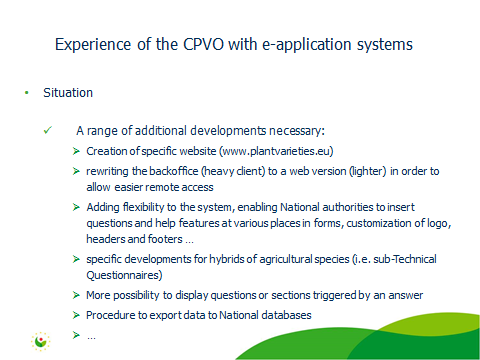 Experience of the CPVO with e-application systems
• Situation
✓ A range of additional developments necessary:
➢ Creation of specific website (www.plantvarieties.eu)
➢ rewriting the backoffice (heavy client) to a web version (lighter) in order to
allow easier remote access
➢ Adding flexibility to the system, enabling National authorities to insert
questions and help features at various places in forms, customization of logo,
headers and footers ...
➢ specific developments for hybrids of agricultural species (i.e. sub-Technical
Questionnaires)
➢ More possibility to display questions or sections triggered by an answer
➢ Procedure to export data to National databases
➢ ...